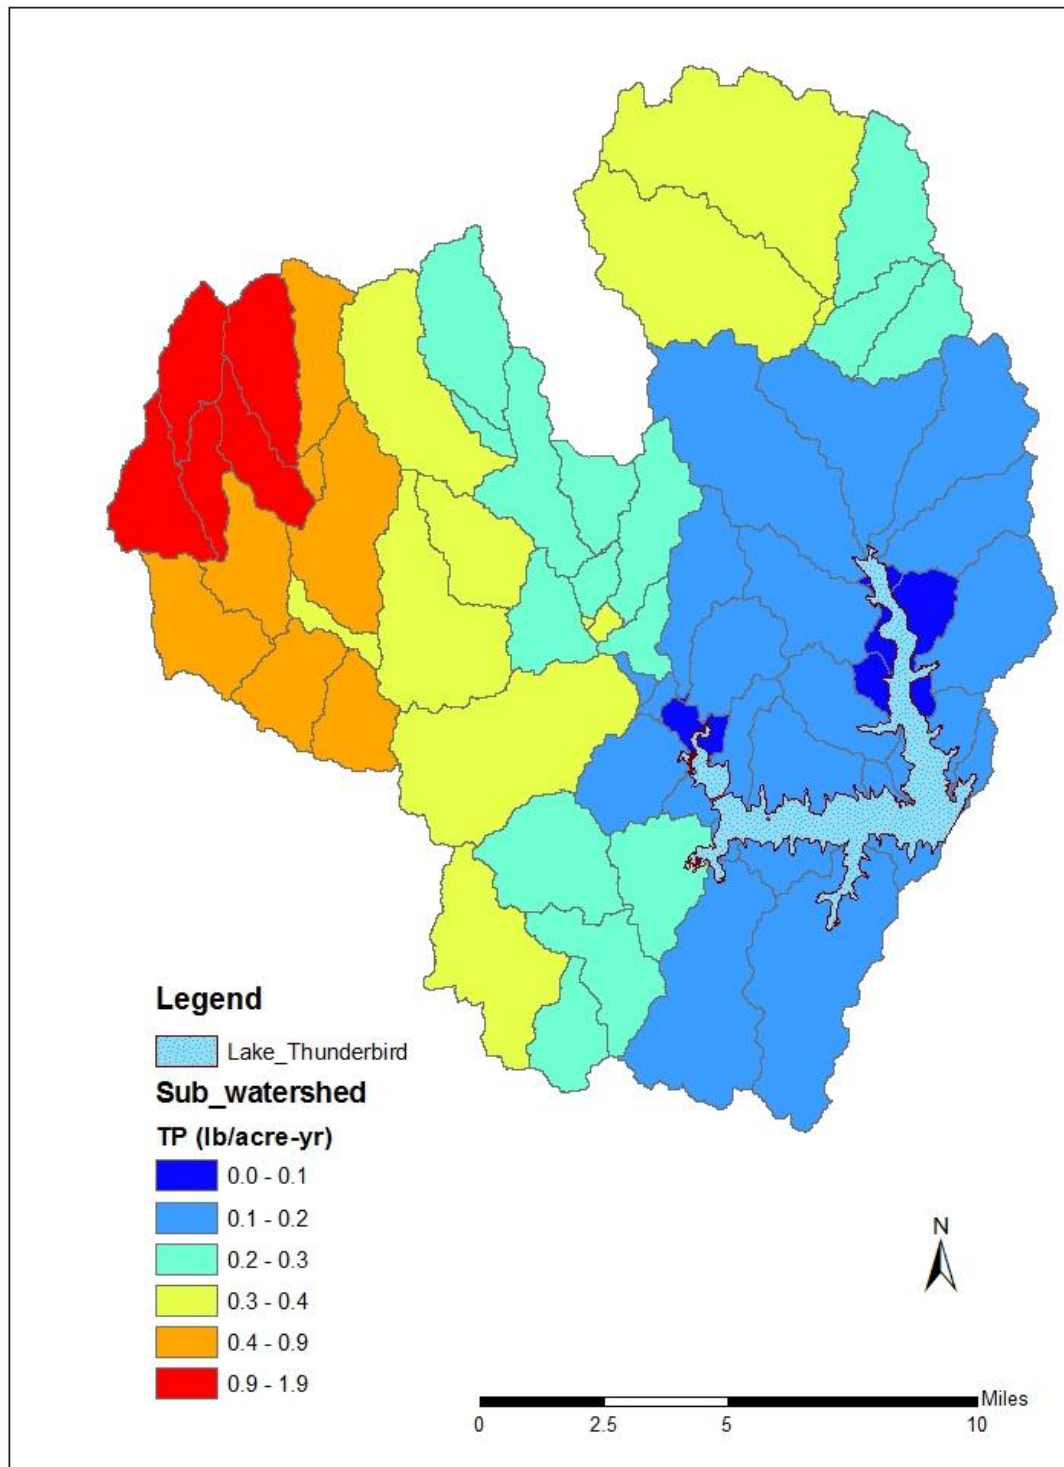 Legend
Lake_Thunderbird
Sub_watershed
TP (lb/acre-yr)
0.0 - 0.1
0.1 - 0.2
0.2 - 0.3
0.3 - 0.4
0.4 - 0.9
0.9 - 1.9
N
Miles
0 2.5 5 10